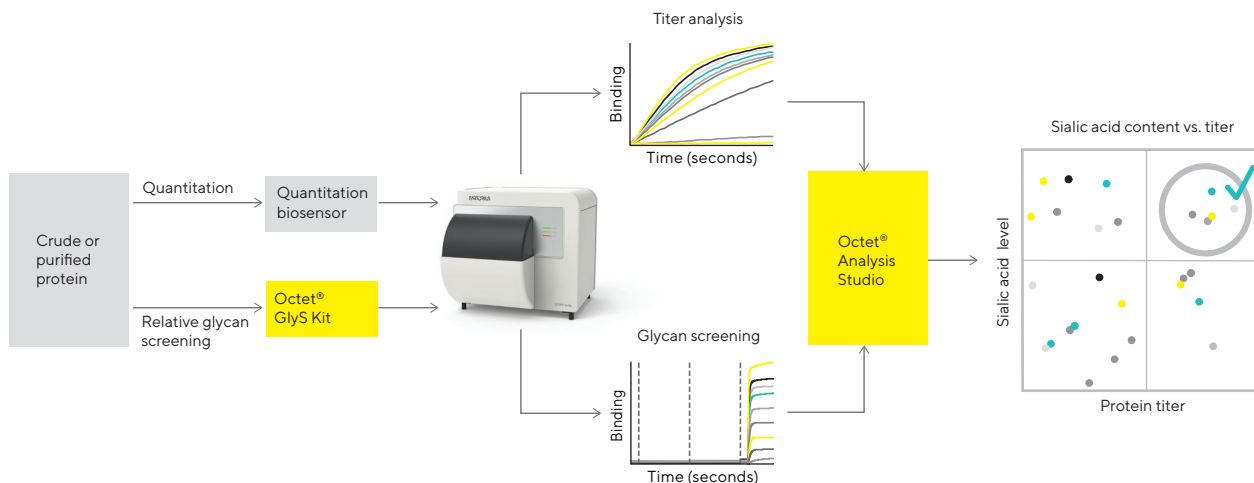 Titer analysis
Binding
Time (seconds)
Sialic acid content vs. titer
Quantitation
Quantitation
biosensor
Crude or
purified
protein
Octet®
GlyS Kit
Relative glycan
screening
Octet®
Analysis
Studio
Sialic acid level
Protein titer
Glycan screening
Binding
Time (seconds)